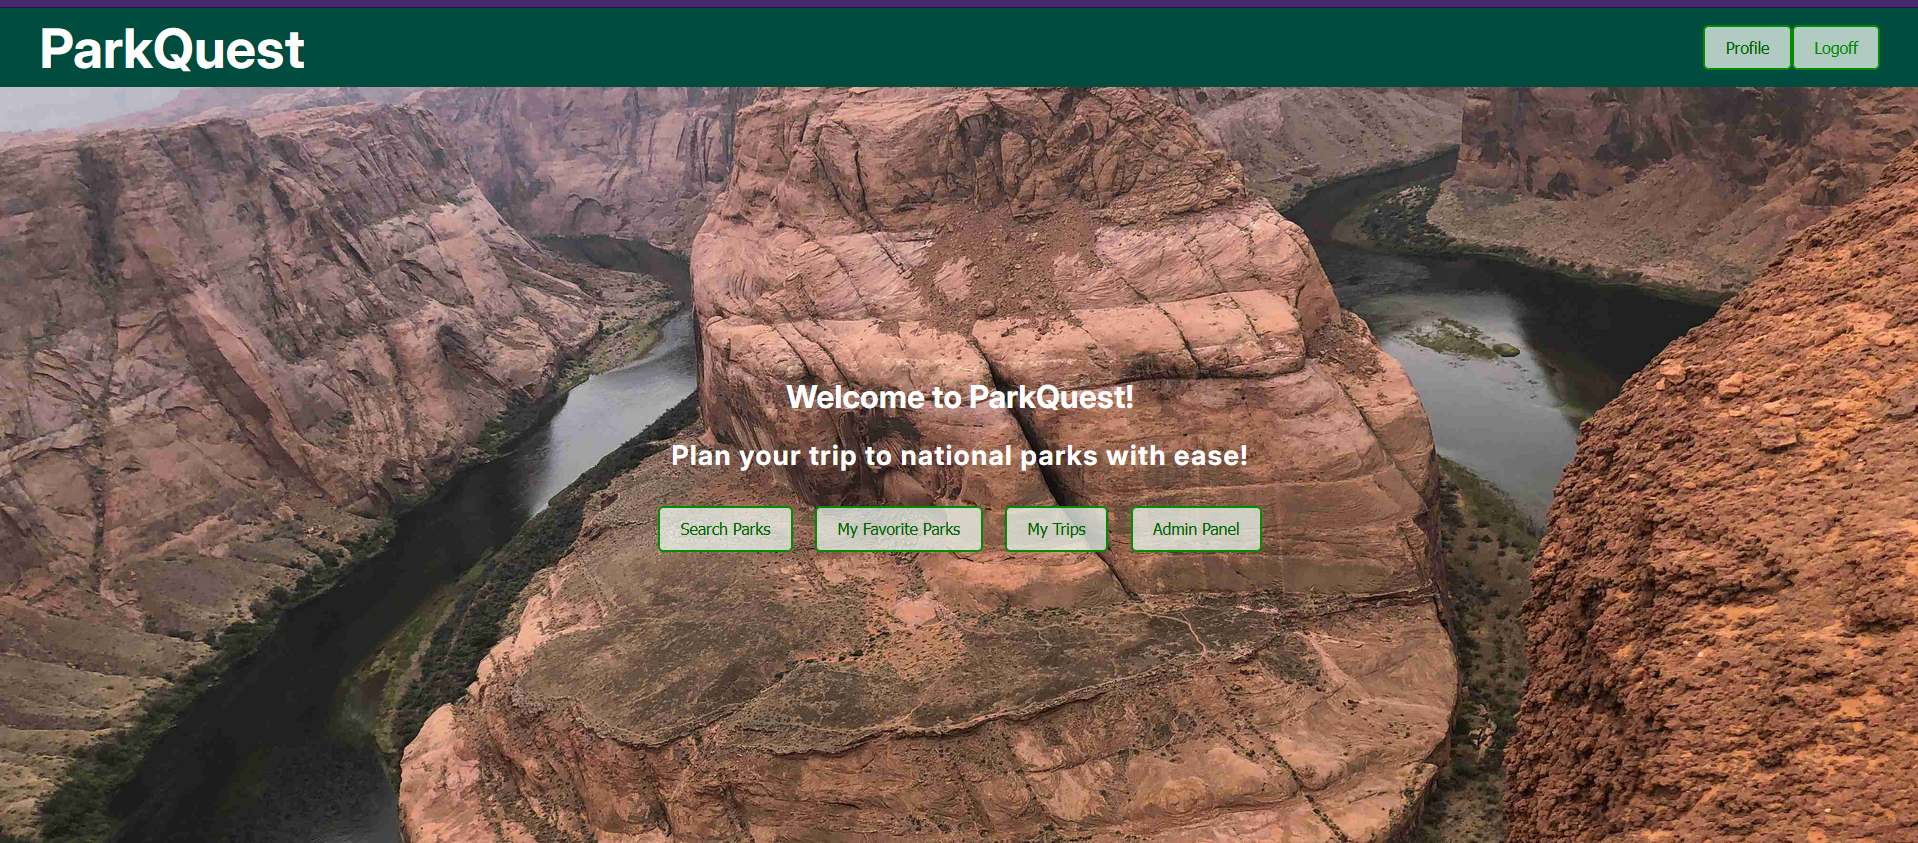 ParkQuest
Profile Logoff
Welcome to ParkQuest!
Plan your trip to national parks with ease!
Search Parks My Favorite Parks My Trips Admin Panel